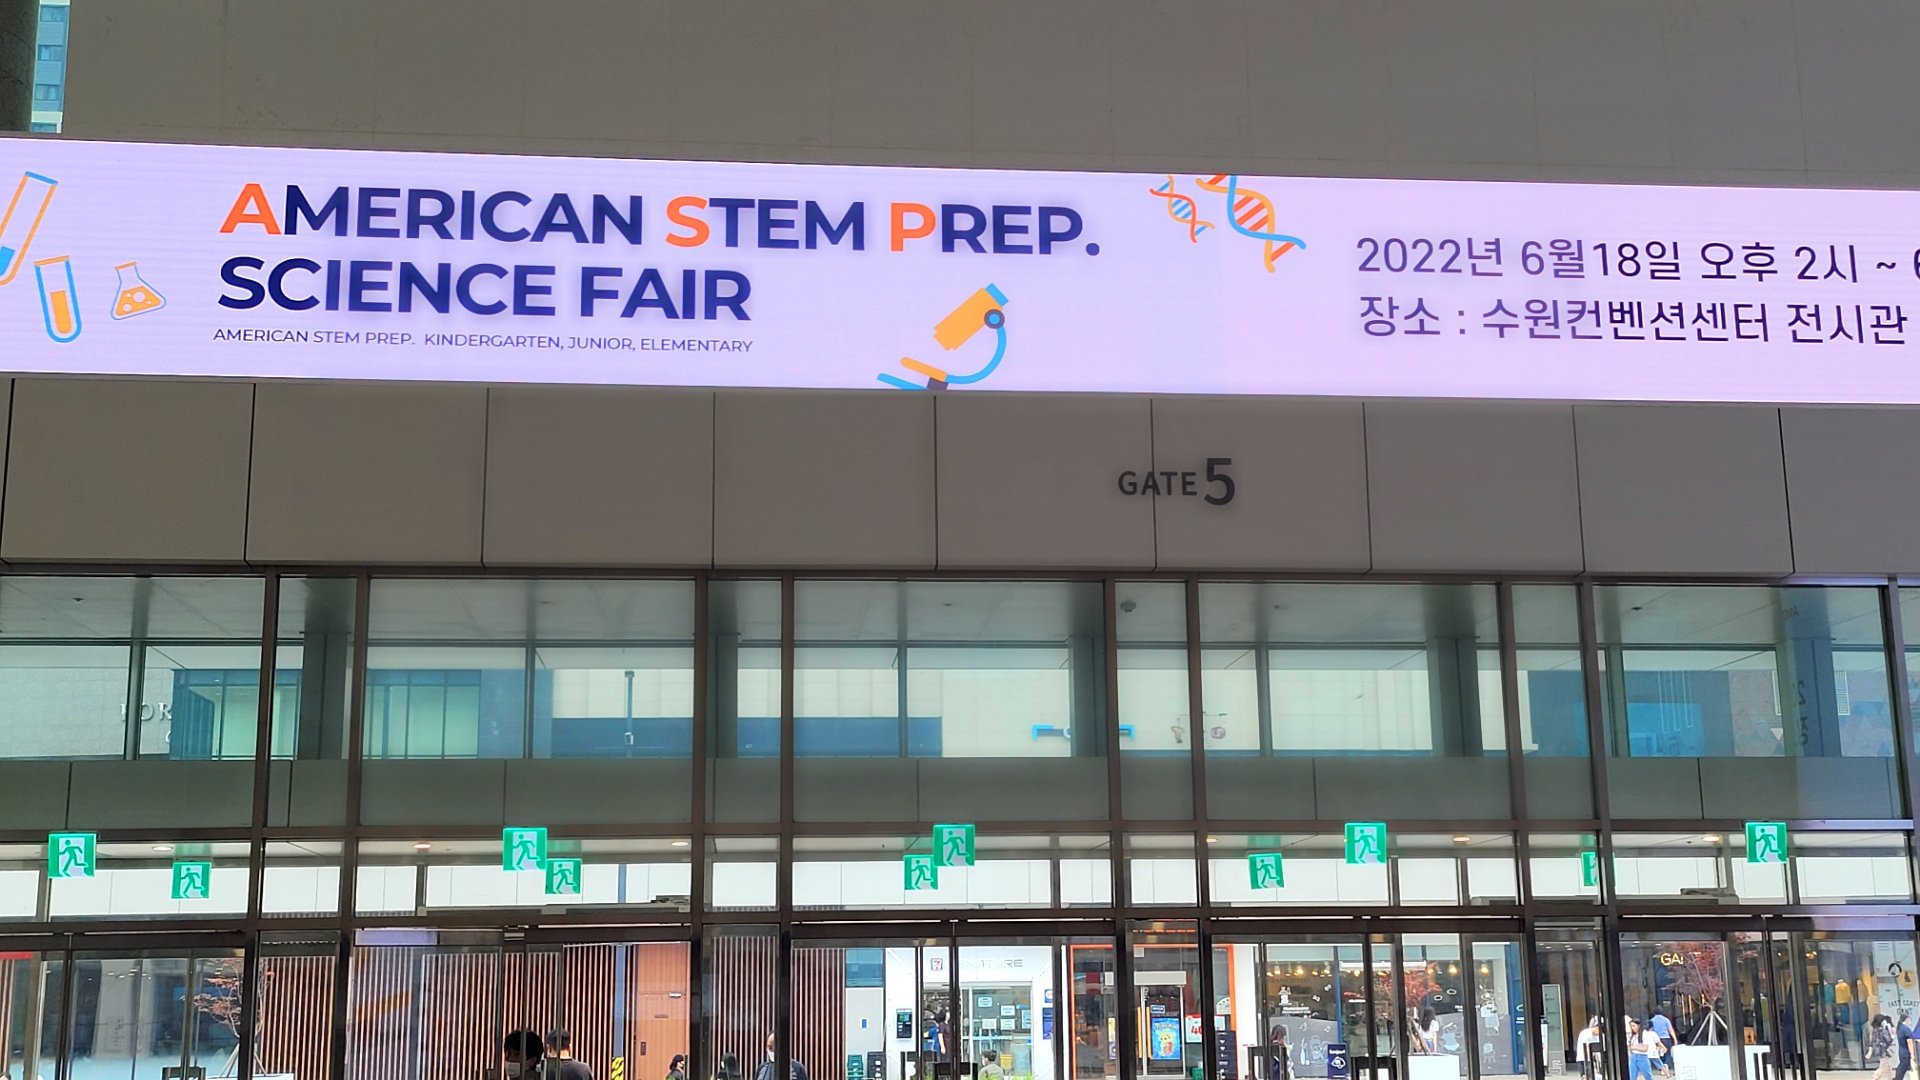 AMERICAN STEM PREP.
SCIENCE FAIR
AMERICAN STEM PREP. KINDERGARTEN, JUNIOR, ELEMENTARY
2022년 6월18일 오후 2시 ~ 6
장소 : 수원컨벤션센터 전시관
GATE 5